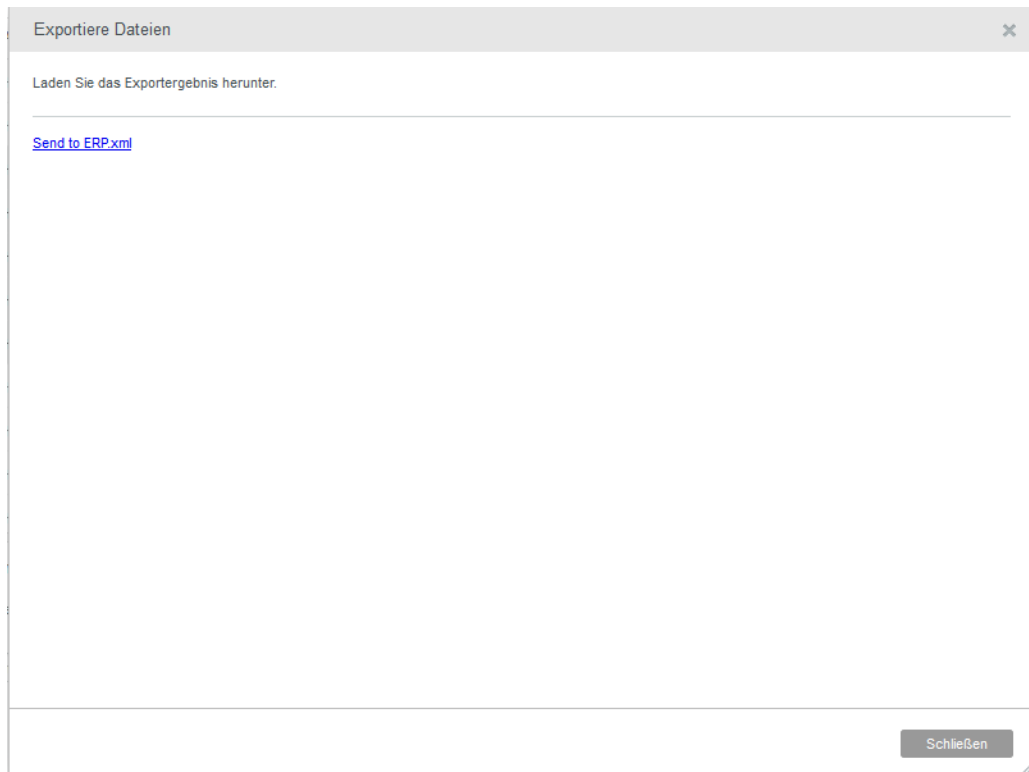 Exportiere Dateien
Laden Sie das Exportergebnis herunter.
Send to ERP.xml
Schließen